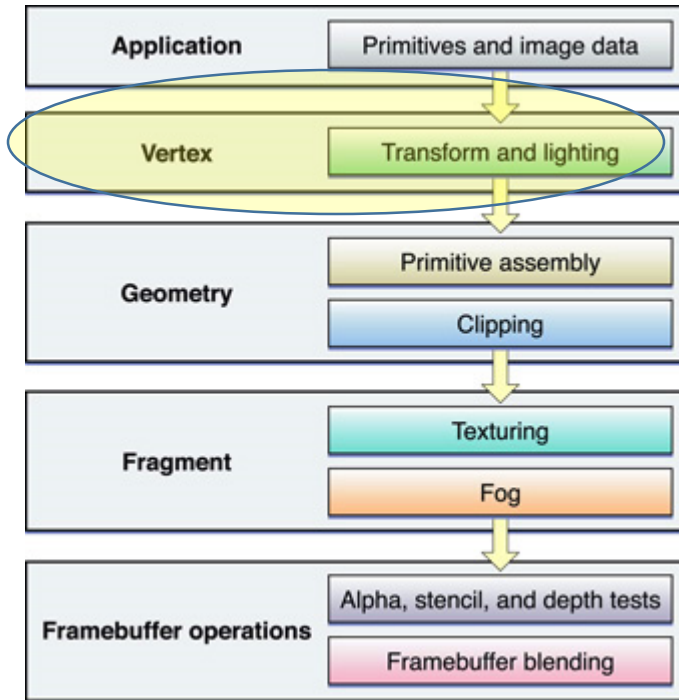 Application
Primitives and image data
Vertex
Transform and lighting
Geometry
Primitive assembly
Clipping
Fragment
Texturing
Fog
Framebuffer operations
Alpha, stencil, and depth tests
Framebuffer blending